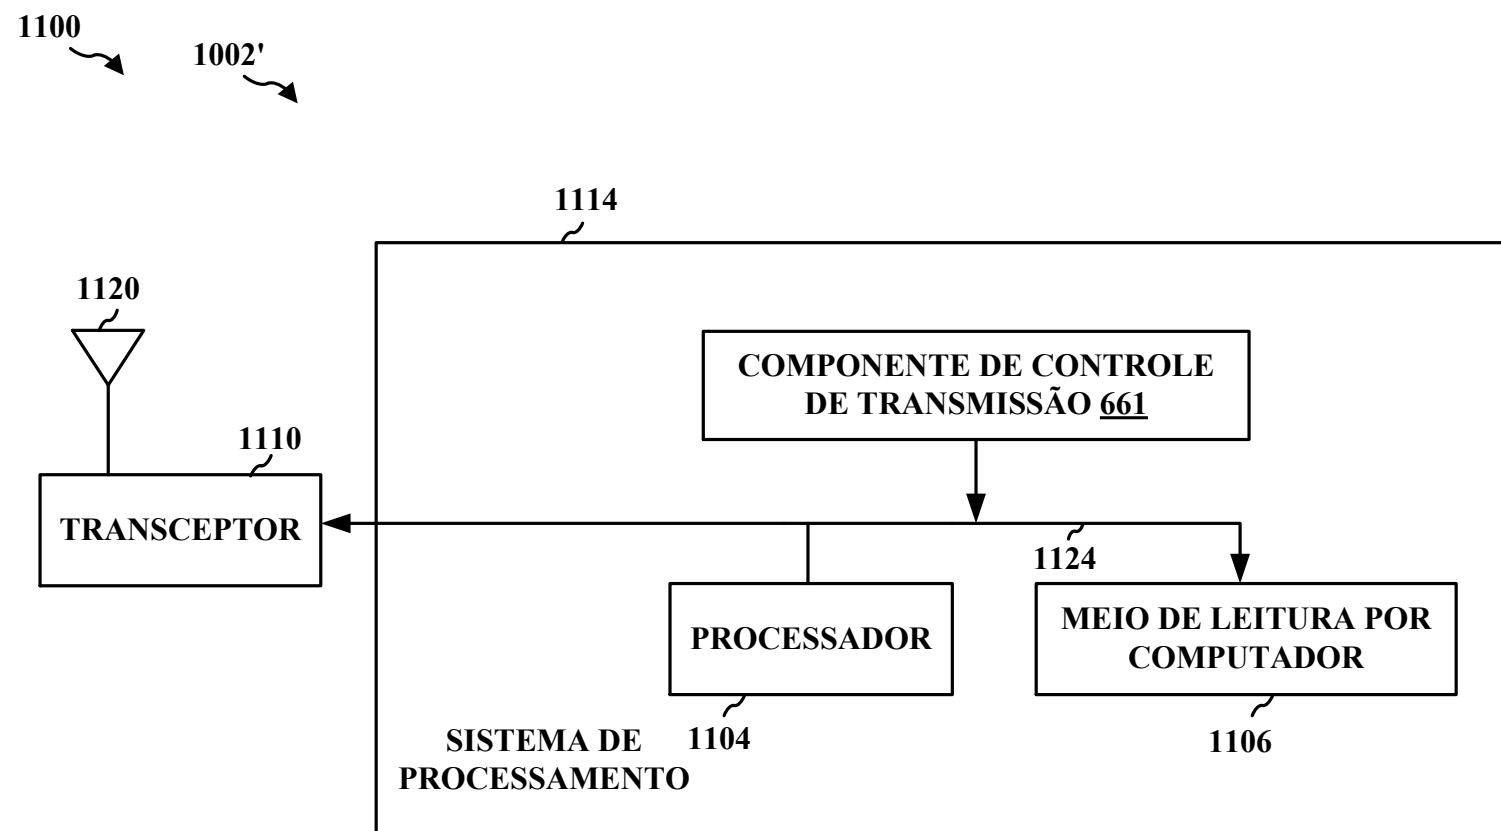 1100
1002'
1114
1120
COMPONENTE DE CONTROLE
DE TRANSMISSÃO 661
1110
TRANSCEPTOR
1124
PROCESSADOR
MEIO DE LEITURA POR
COMPUTADOR
1104
1106
SISTEMA DE
PROCESSAMENTO